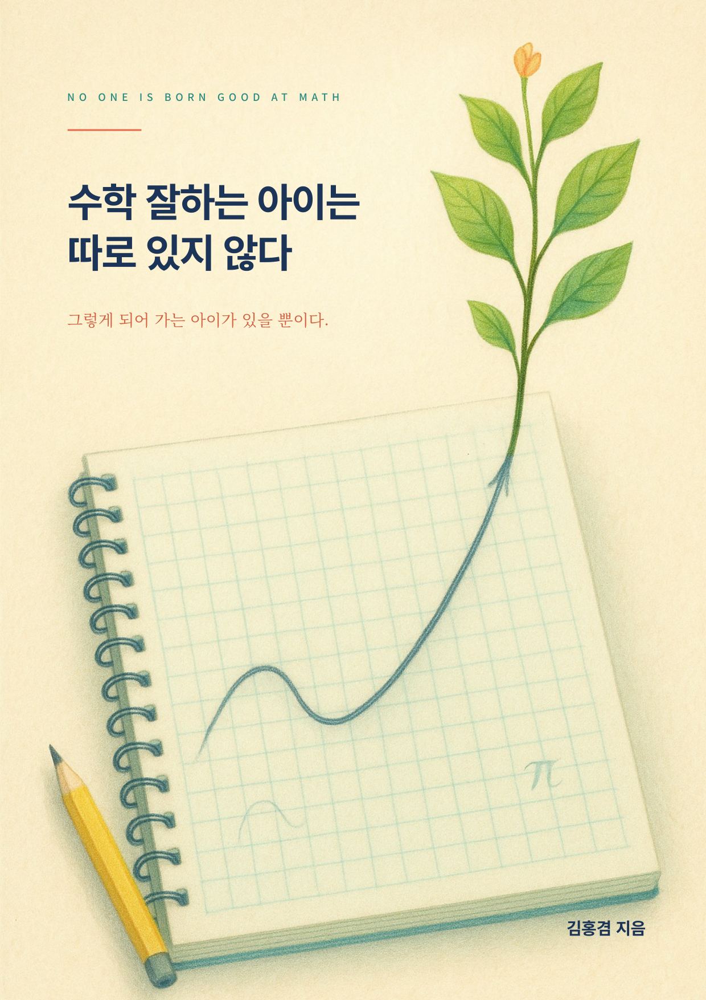 NO ONE IS BORN GOOD AT MATH
수학 잘하는 아이는
따로 있지 않다
그렇게 되어 가는 아이가 있을 뿐이다.
π
김홍겸 지음